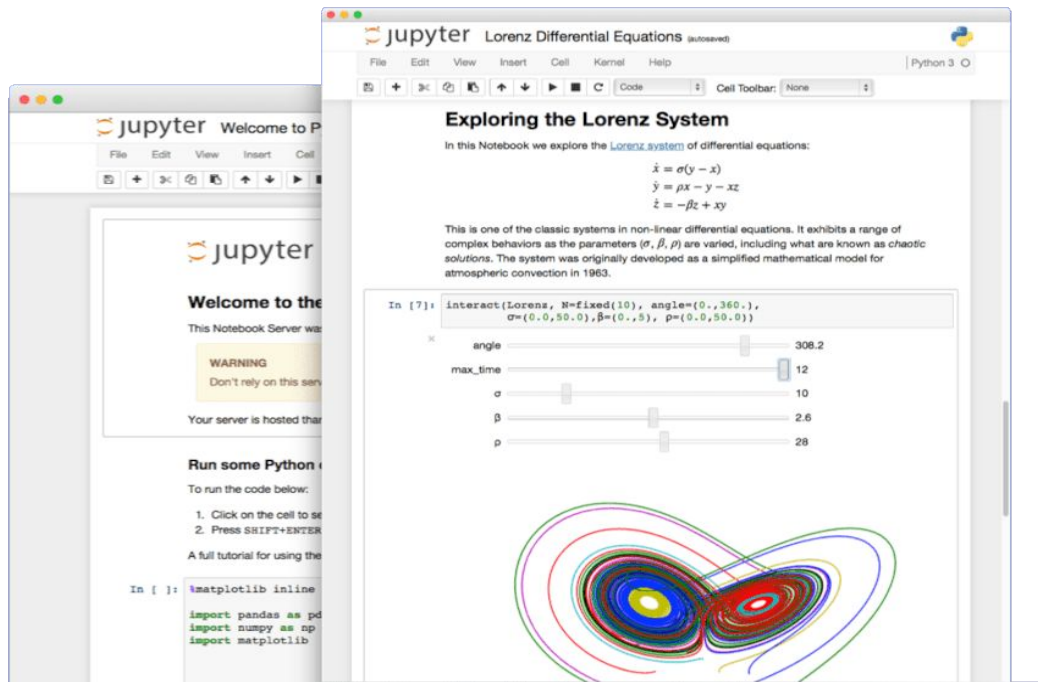 jupyter Lorenz Differential Equations (autosaved)
File Edit View Insert Cell Kernel Help Python 3
Code Cell Toolbar: None
Exploring the Lorenz System
In this Notebook we explore the Lorenz system of differential equations:
ẋ = σ(y − x)
ẏ = ρx − y − xz
ż = −βz + xy
This is one of the classic systems in non-linear differential equations. It exhibits a range of
complex behaviors as the parameters (σ, β, ρ) are varied, including what are known as chaotic
solutions. The system was originally developed as a simplified mathematical model for
atmospheric convection in 1963.
In [7]: interact(Lorenz, N=fixed(10), angle=(0.,360.),
σ=(0.0,50.0),β=(0.,5), ρ=(0.0,50.0))
×
angle 308.2
max_time 12
σ 10
β 2.6
ρ 28
jupyter Welcome to P
File Edit View Insert Cell
jupyter
Welcome to the
This Notebook Server was
WARNING
Don't rely on this serv
Your server is hosted than
Run some Python c
To run the code below:
1. Click on the cell to se
2. Press SHIFT+ENTER
A full tutorial for using the
In [ ]: %matplotlib inline
import pandas as pd
import numpy as np
import matplotlib